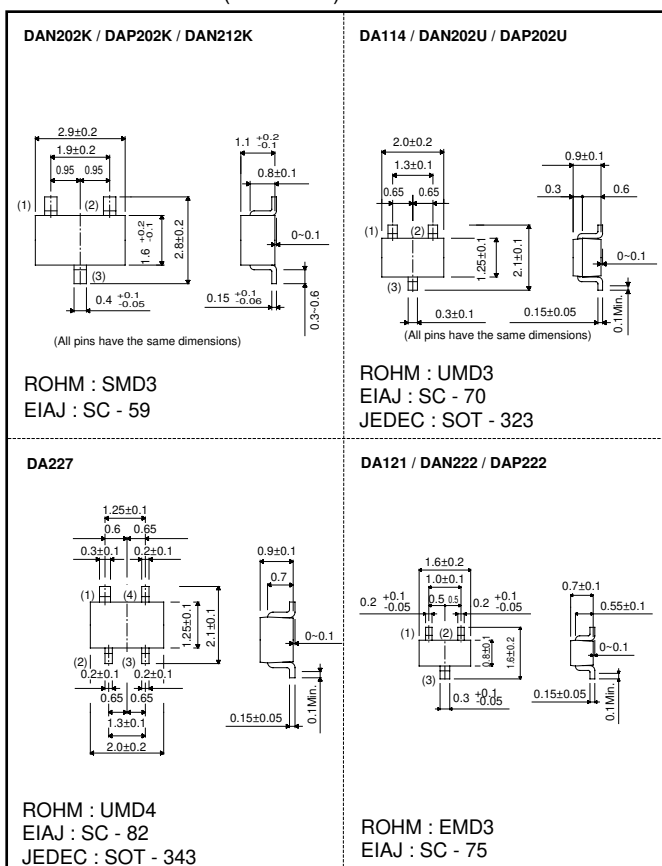 DAN202K / DAP202K / DAN212K
2.9±0.2
1.9±0.2
0.95 0.95
(1) (2)
(3)
1.6 +0.2 -0.1
2.8±0.2
0.4 +0.1 -0.05
1.1 +0.2 -0.1
0.8±0.1
0~0.1
0.15 +0.1 -0.06
0.3~0.6
(All pins have the same dimensions)
ROHM : SMD3
EIAJ : SC - 59
DA114 / DAN202U / DAP202U
2.0±0.2
1.3±0.1
0.65 0.65
(1) (2)
(3)
1.25±0.1
2.1±0.1
0.3±0.1
0.9±0.1
0.3 0.6
0~0.1
0.15±0.05
0.1Min.
(All pins have the same dimensions)
ROHM : UMD3
EIAJ : SC - 70
JEDEC : SOT - 323
DA227
1.25±0.1
0.6 0.65
0.3±0.1 0.2±0.1
(1) (4)
(2) (3)
1.25±0.1
2.1±0.1
0.2±0.1 0.2±0.1
0.65 0.65
1.3±0.1
2.0±0.2
0.9±0.1
0.7
0~0.1
0.15±0.05
0.1Min.
ROHM : UMD4
EIAJ : SC - 82
JEDEC : SOT - 343
DA121 / DAN222 / DAP222
1.6±0.2
1.0±0.1
0.2 +0.1 -0.05 0.5 0.5 0.2 +0.1 -0.05
(1) (2)
(3)
0.8±0.1
1.6±0.2
0.3 +0.1 -0.05
0.7±0.1
0.55±0.1
0~0.1
0.15±0.05
0.1Min.
ROHM : EMD3
EIAJ : SC - 75